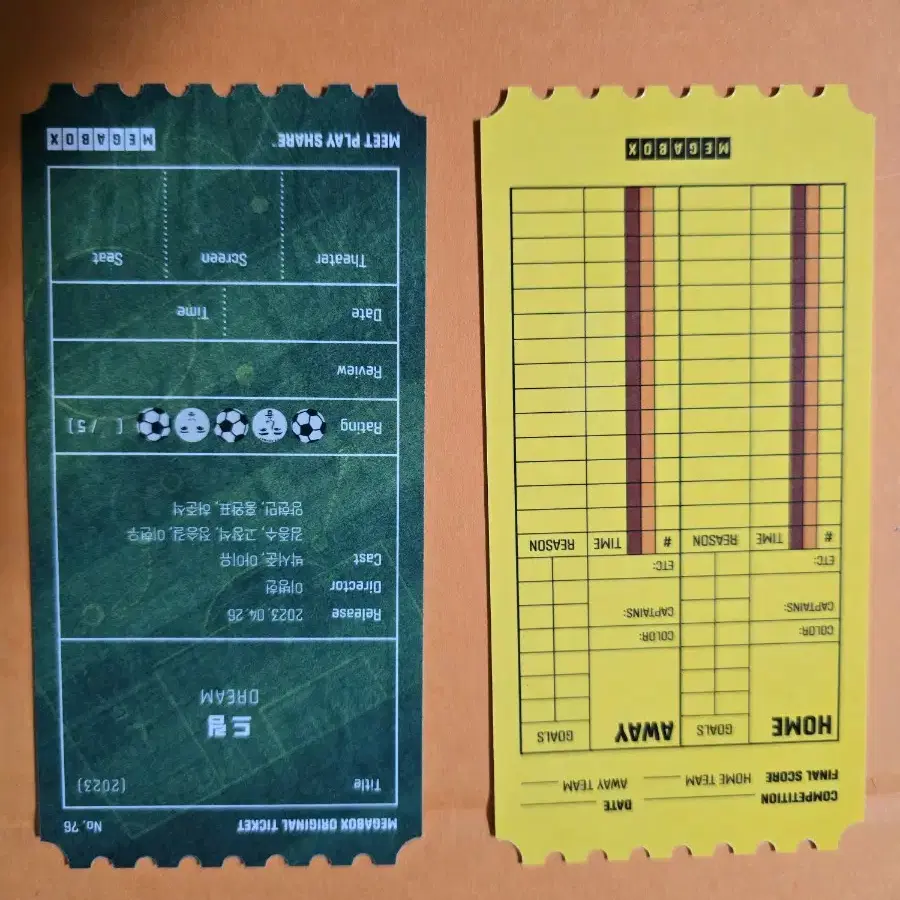 MEGABOX ORIGINAL TICKET No. 76
Title (2023)
드림
DREAM
Release 2023. 04. 26
Director 이병헌
Cast 박서준, 아이유
김종수, 고창석, 정승길, 이현우
양현민, 홍완표, 허준석
Rating [ /5]
Review
Date Time
Theater Screen Seat
MEET PLAY SHARE™ MEGABOX
COMPETITION DATE
FINAL SCORE HOME TEAM AWAY TEAM
HOME GOALS AWAY GOALS
COLOR: COLOR:
CAPTAINS: CAPTAINS:
ETC: ETC:
# TIME REASON # TIME REASON
MEGABOX